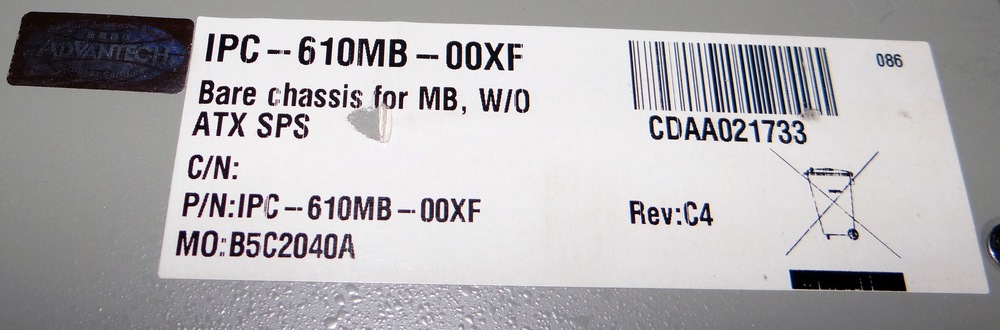 ADVANTECH
IPC--610MB--00XF
086
Bare chassis for MB, W/O
ATX SPS
CDAA021733
C/N:
P/N:IPC--610MB--00XF
Rev:C4
MO:B5C2040A